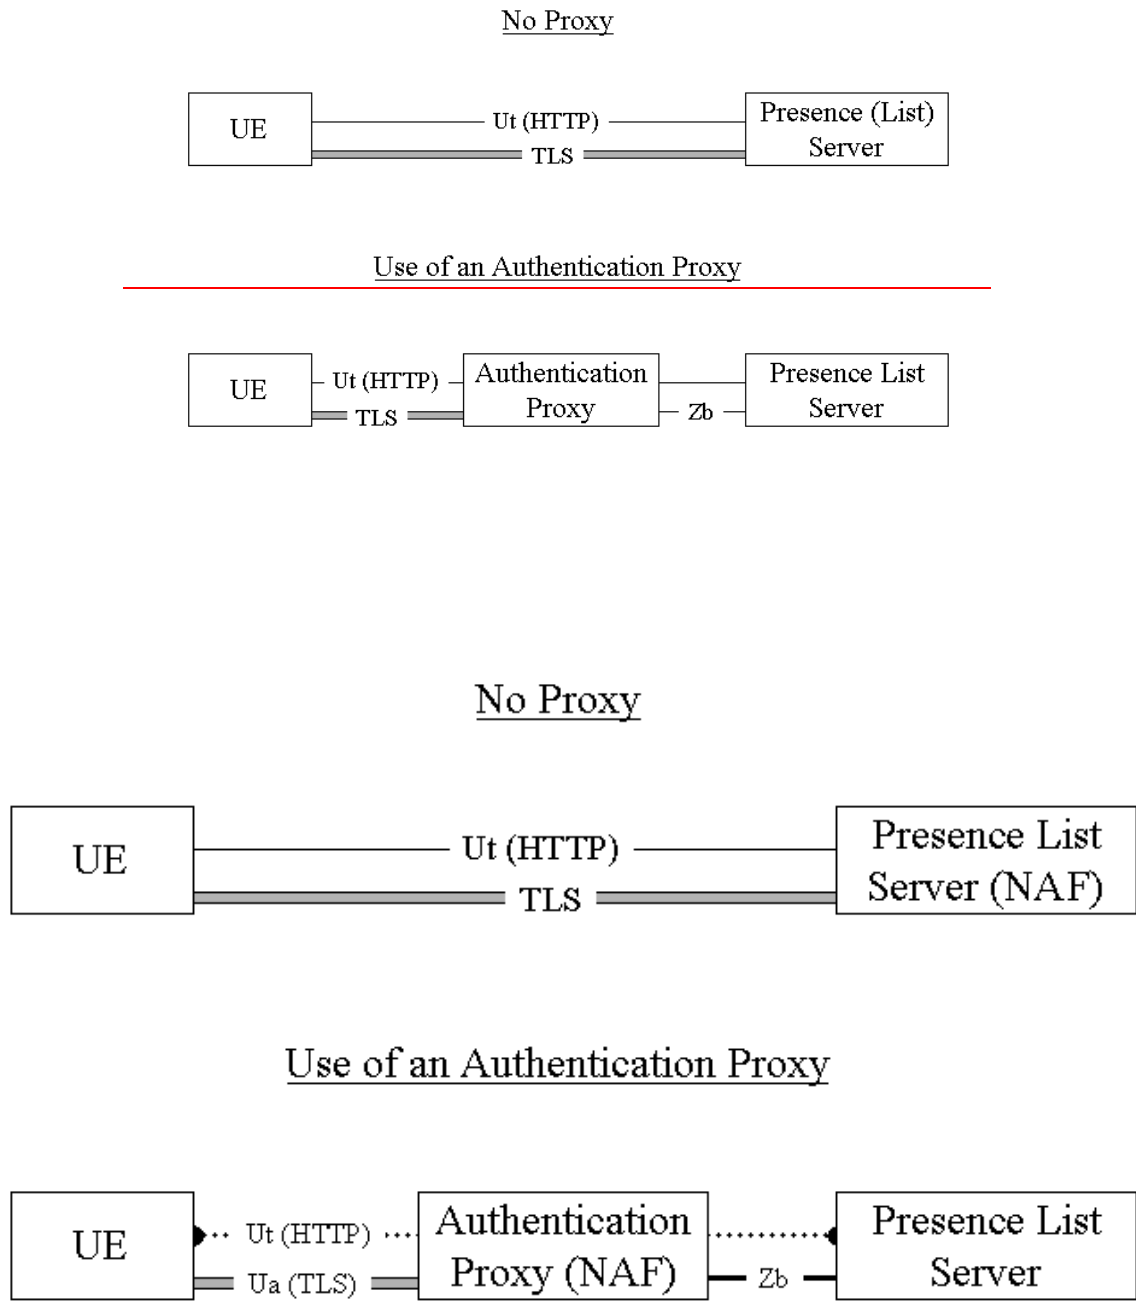 No Proxy
UE
Ut (HTTP)
TLS
Presence (List)
Server
Use of an Authentication Proxy
UE
Ut (HTTP)
TLS
Authentication
Proxy
Zb
Presence List
Server
No Proxy
UE
Ut (HTTP)
TLS
Presence List
Server (NAF)
Use of an Authentication Proxy
UE
Ut (HTTP)
Ua (TLS)
Authentication
Proxy (NAF)
Zb
Presence List
Server